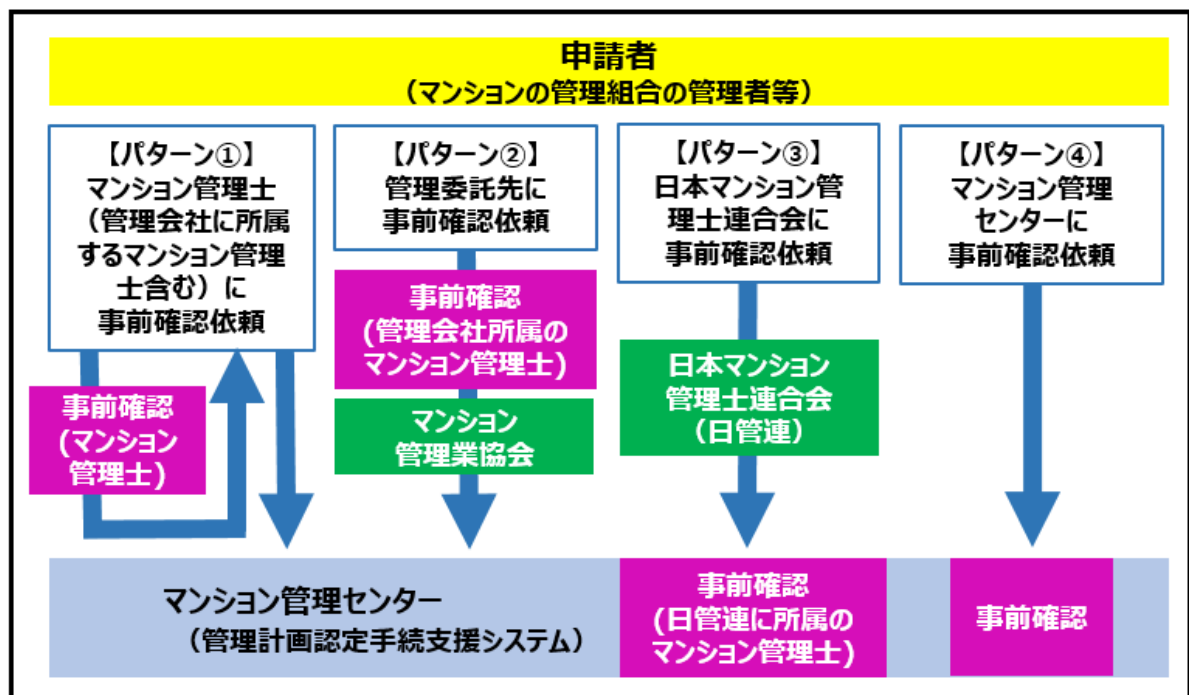 申請者
（マンションの管理組合の管理者等）
【パターン①】
マンション管理士
（管理会社に所属
するマンション管理
士含む）に
事前確認依頼
事前確認
(マンション
管理士)
【パターン②】
管理委託先に
事前確認依頼
事前確認
(管理会社所属の
マンション管理士)
マンション
管理業協会
【パターン③】
日本マンション管
理士連合会に
事前確認依頼
日本マンション
管理士連合会
（日管連）
【パターン④】
マンション管理
センターに
事前確認依頼
マンション管理センター
（管理計画認定手続支援システム）
事前確認
(日管連に所属の
マンション管理士)
事前確認